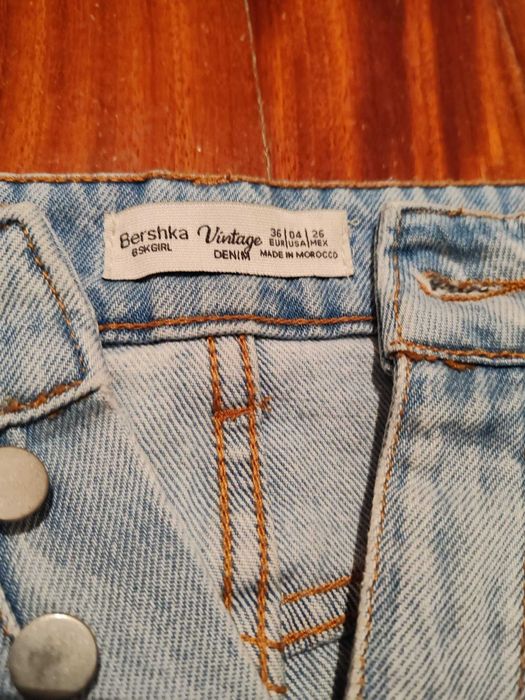 Bershka Vintage 36|04|26
BSKGIRL DENIM EUR|USA|MEX
MADE IN MOROCCO